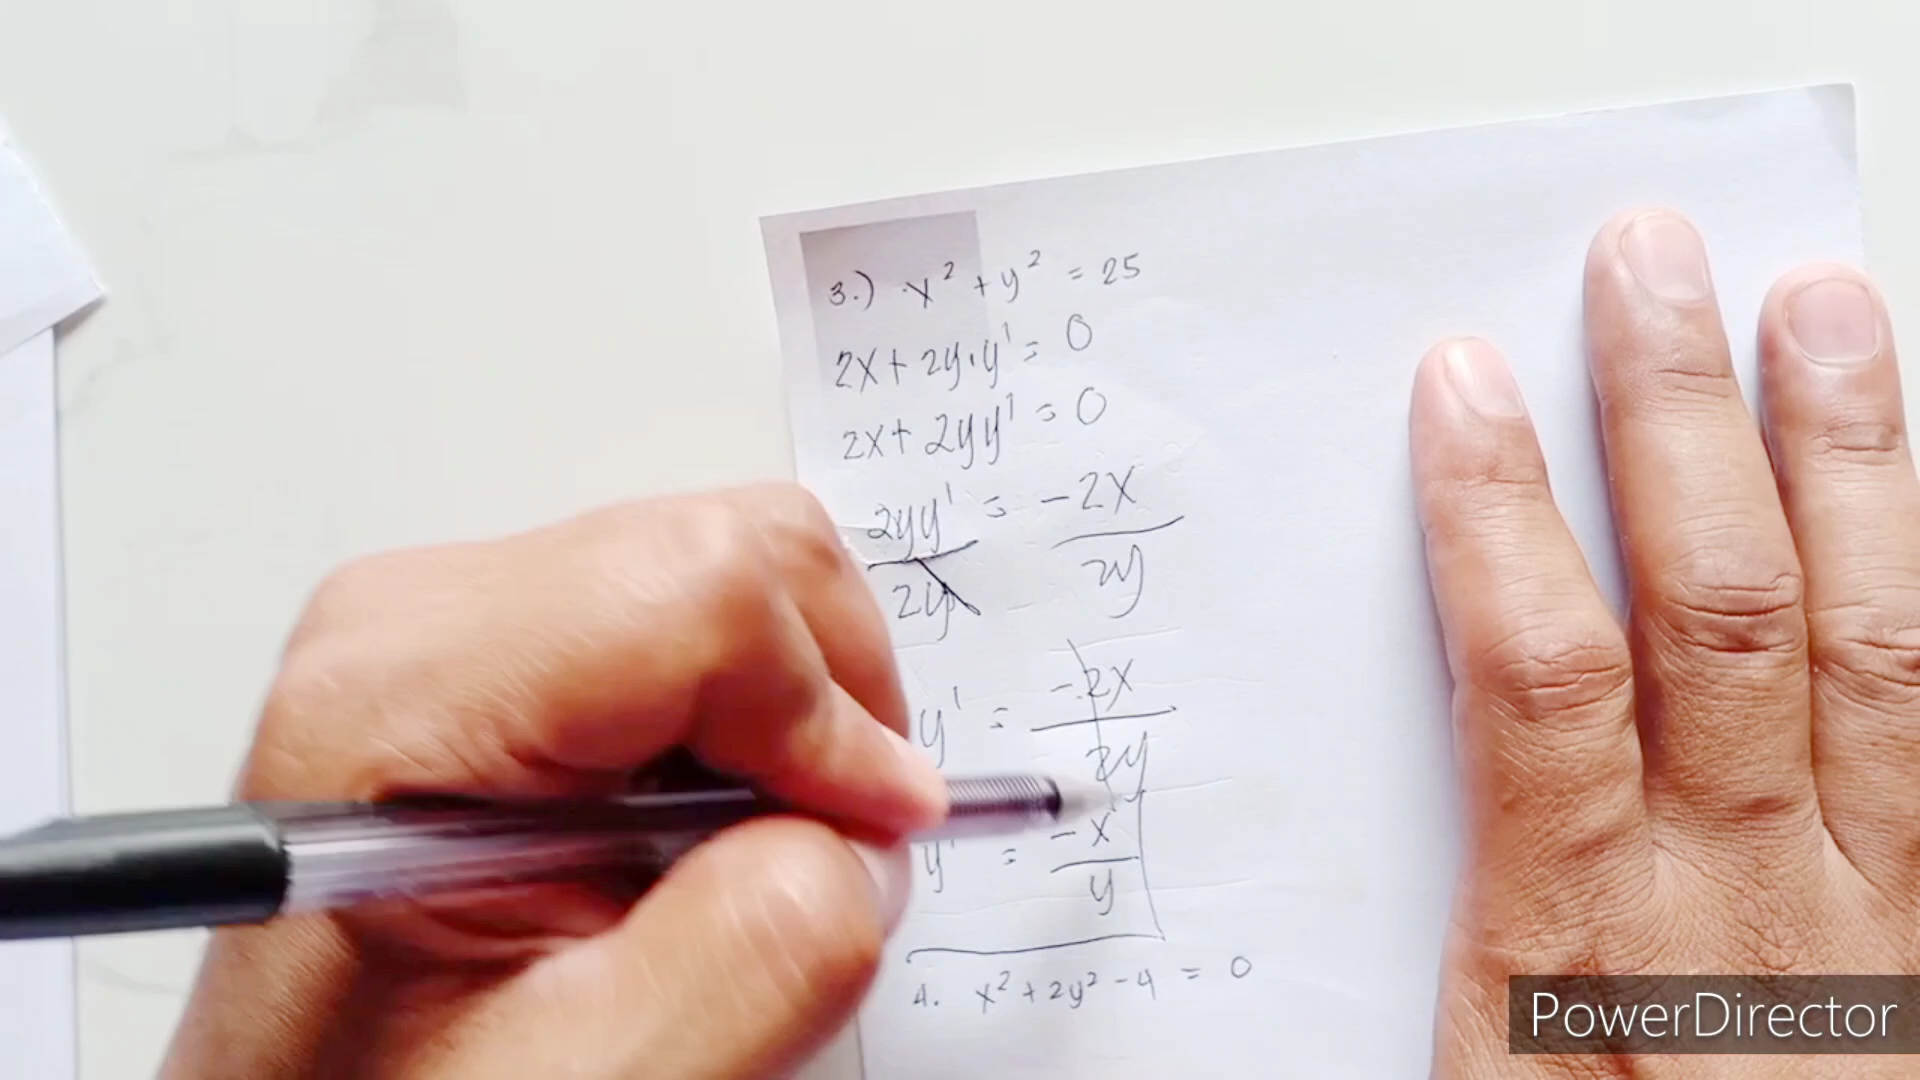 3.) x² + y² = 25
2x + 2y · y' = 0
2x + 2yy' = 0
2yy' = -2x
2y 2y
y' = -2x
2y
y' = -x
y
4. x² + 2y² - 4 = 0
PowerDirector